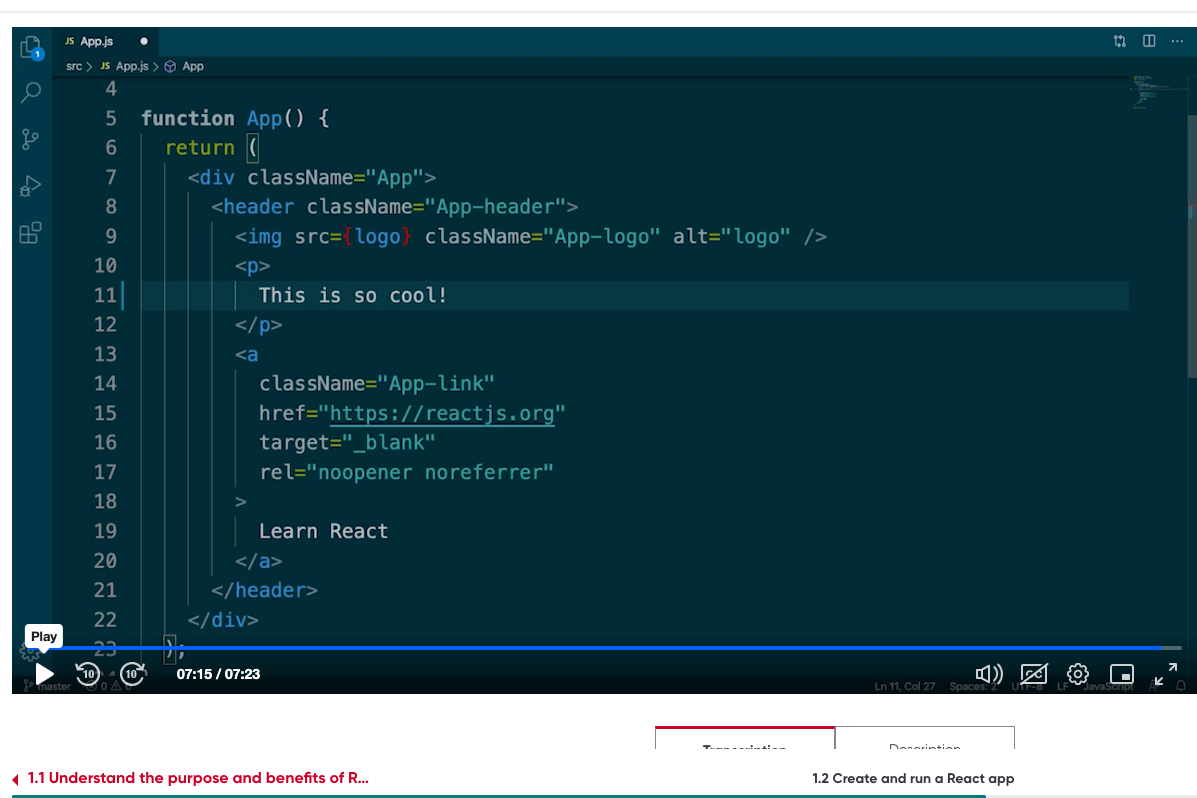 JS App.js
src > JS App.js > App
1
4
5 function App() {
6 return (
7 <div className="App">
8 <header className="App-header">
9 <img src={logo} className="App-logo" alt="logo" />
10 <p>
11 This is so cool!
12 </p>
13 <a
14 className="App-link"
15 href="https://reactjs.org"
16 target="_blank"
17 rel="noopener noreferrer"
18 >
19 Learn React
20 </a>
21 </header>
22 </div>
23 );
Play
10 10 07:15 / 07:23
master 0 0 Ln 11, Col 27 Spaces: 2 UTF-8 LF JavaScript
Transcription Description
1.1 Understand the purpose and benefits of R...
1.2 Create and run a React app